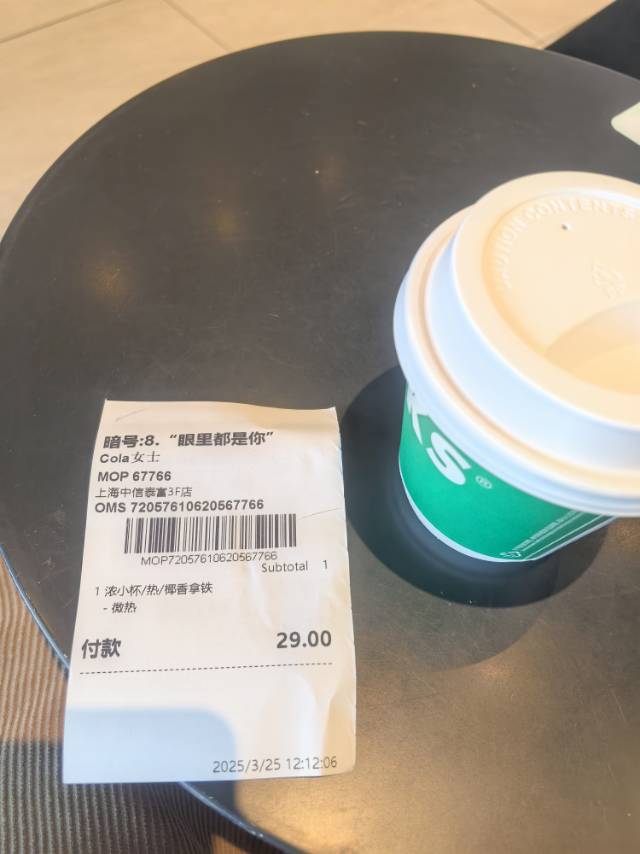 暗号:8. “眼里都是你”
Cola女士
MOP 67766
上海中信泰富3F店
OMS 72057610620567766
MOP72057610620567766
Subtotal 1
1 浓小杯/热/椰香拿铁
- 微热
付款 29.00
2025/3/25 12:12:06
KS®
CONTENTS